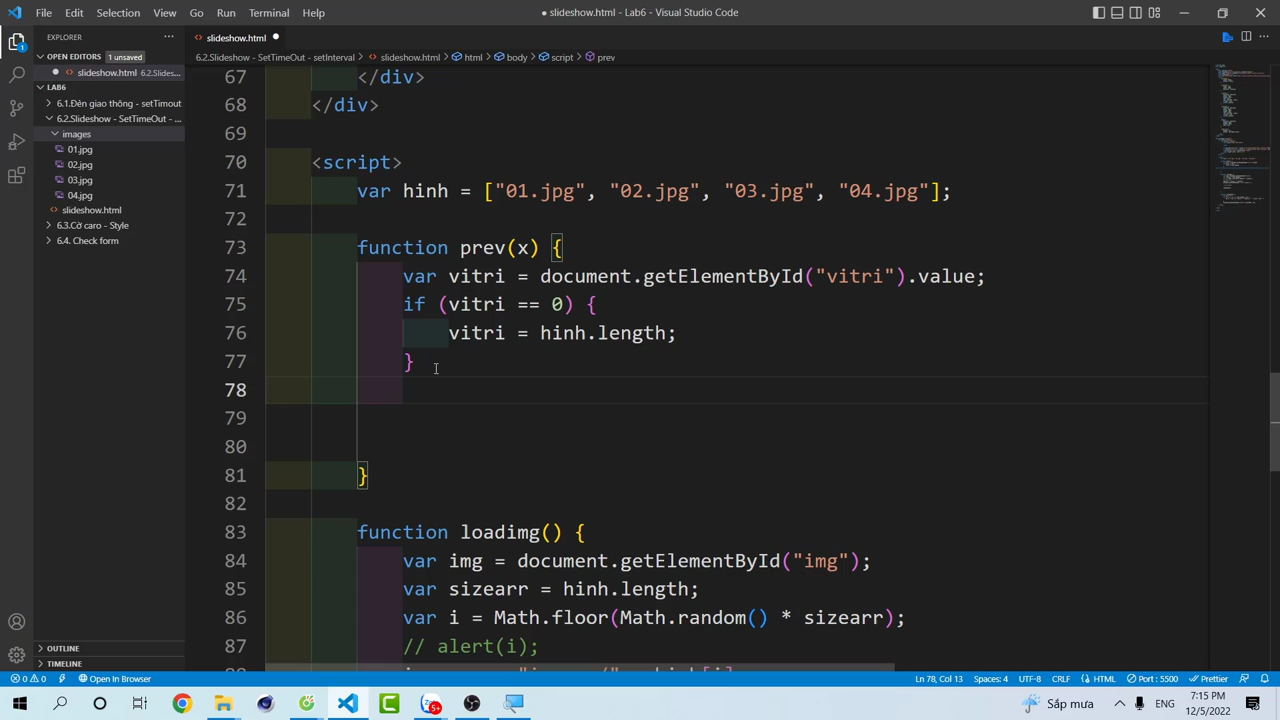 File Edit Selection View Go Run Terminal Help
slideshow.html - Lab6 - Visual Studio Code
EXPLORER
slideshow.html
OPEN EDITORS 1 unsaved
slideshow.html 6.2.Slides...
LAB6
6.1.Đèn giao thông - setTimout
6.2.Slideshow - SetTimeOut - ...
images
01.jpg
02.jpg
03.jpg
04.jpg
slideshow.html
6.3.Cờ caro - Style
6.4. Check form
OUTLINE
TIMELINE
6.2.Slideshow - SetTimeOut - setInterval > slideshow.html > html > body > script > prev
67 </div>
68 </div>
69
70 <script>
71 var hinh = ["01.jpg", "02.jpg", "03.jpg", "04.jpg"];
72
73 function prev(x) {
74 var vitri = document.getElementById("vitri").value;
75 if (vitri == 0) {
76 vitri = hinh.length;
77 }
78
79
80
81 }
82
83 function loadimg() {
84 var img = document.getElementById("img");
85 var sizearr = hinh.length;
86 var i = Math.floor(Math.random() * sizearr);
87 // alert(i);
0 0 Open In Browser
Ln 78, Col 13 Spaces: 4 UTF-8 CRLF HTML Port : 5500 Prettier
Sắp mưa ENG 7:15 PM
12/5/2022